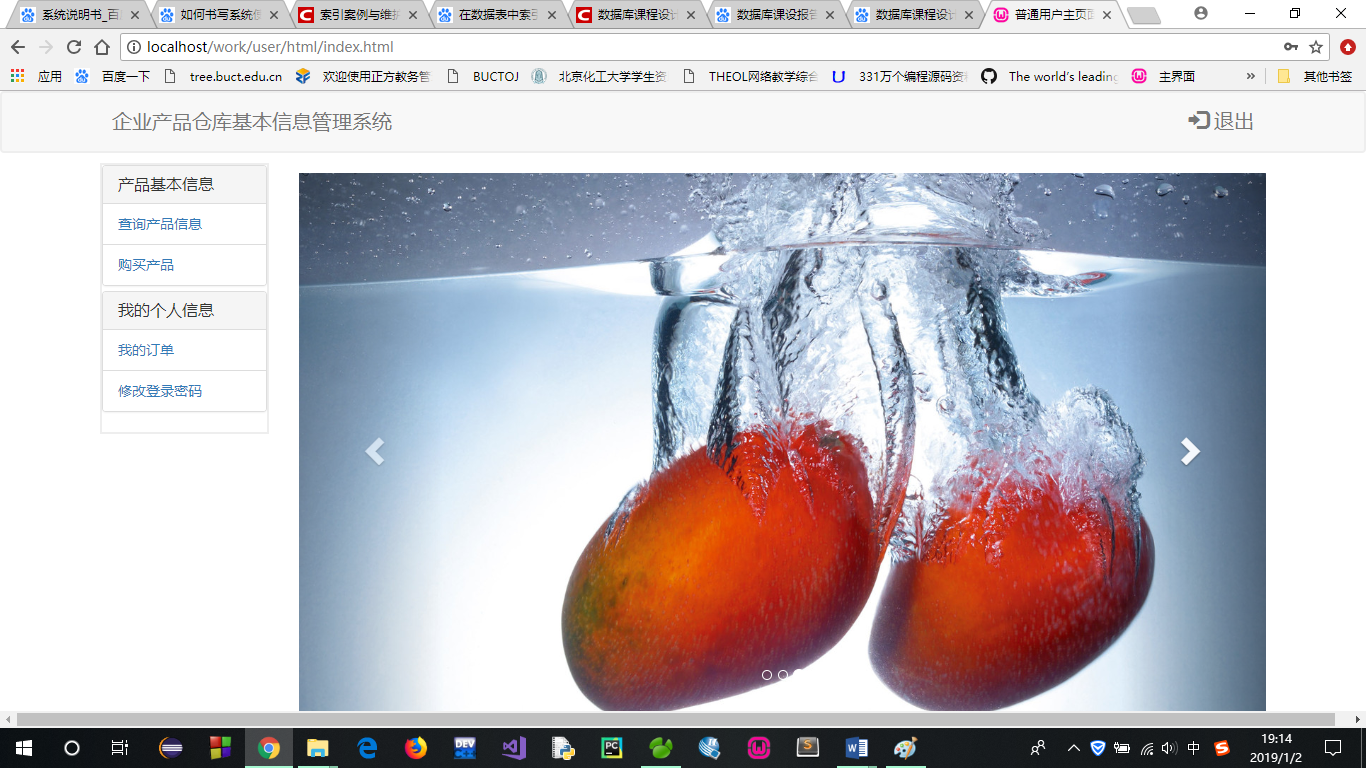 系统说明书_百
如何书写系统使
索引案例与维护
在数据表中索引
数据库课程设计
数据库课设报告
数据库课程设计
普通用户主页面
localhost/work/user/html/index.html
应用
百度一下
tree.buct.edu.cn
欢迎使用正方教务管
BUCTOJ
北京化工大学学生资
THEOL网络教学综合
331万个编程源码资料
The world's leading
主界面
»
其他书签
企业产品仓库基本信息管理系统
退出
产品基本信息
查询产品信息
购买产品
我的个人信息
我的订单
修改登录密码
中
19:14
2019/1/2